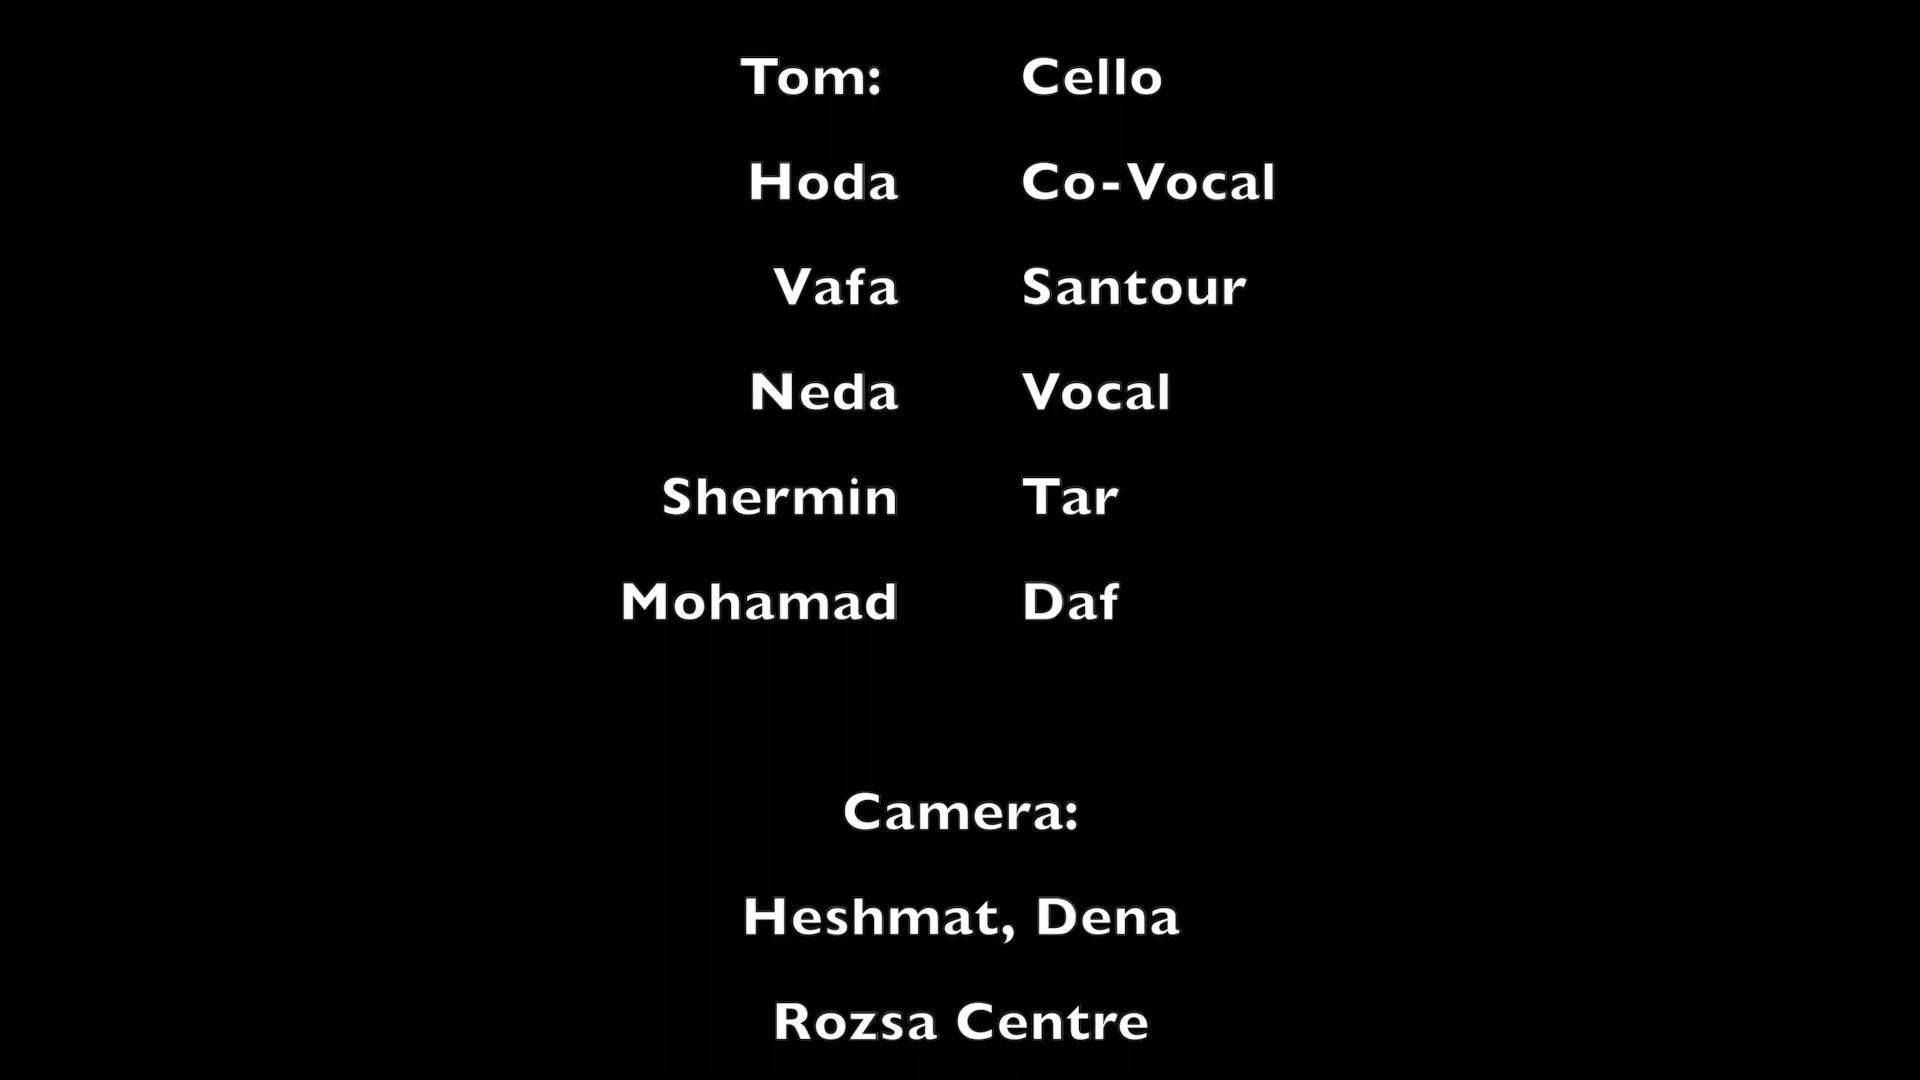 Tom: Cello
Hoda Co-Vocal
Vafa Santour
Neda Vocal
Shermin Tar
Mohamad Daf
Camera:
Heshmat, Dena
Rozsa Centre